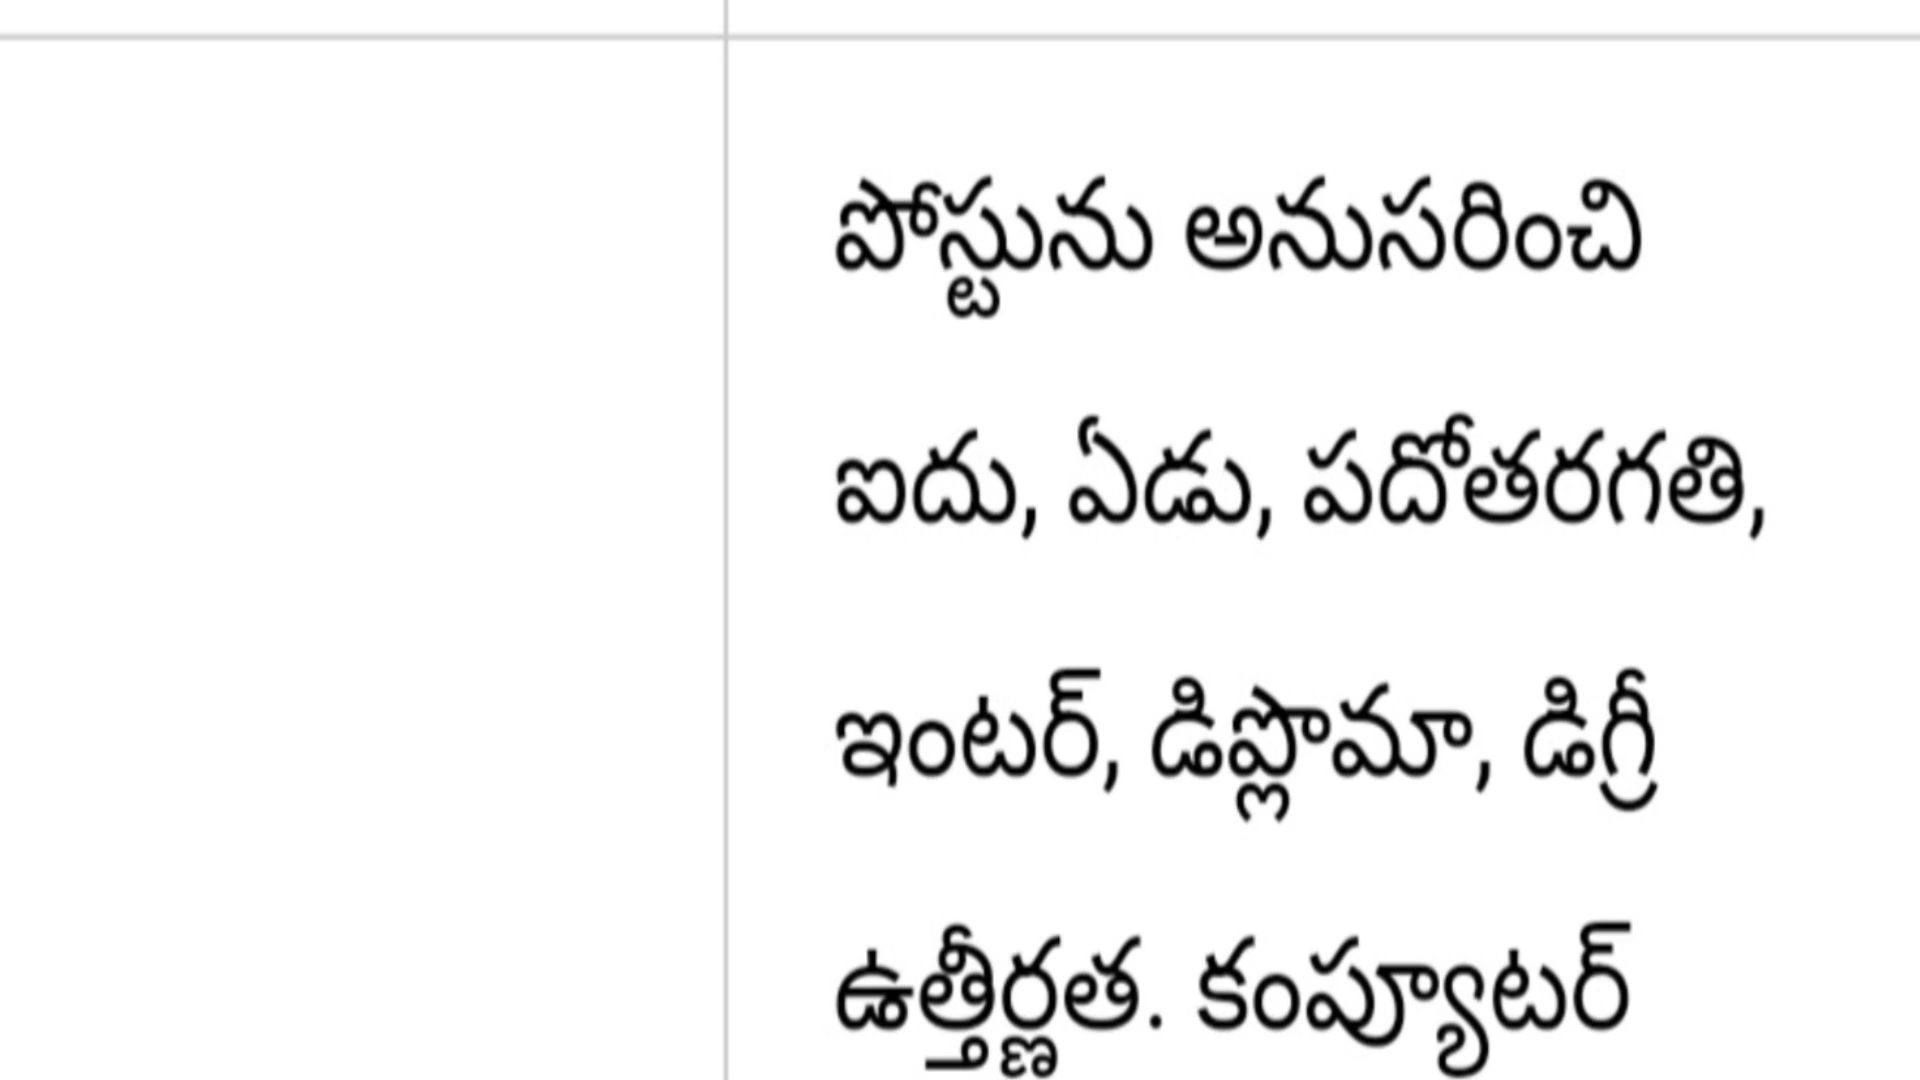 పోస్టును అనుసరించి
ఐదు, ఏడు, పదోతరగతి,
ఇంటర్, డిప్లొమా, డిగ్రీ
ఉత్తీర్ణత. కంప్యూటర్